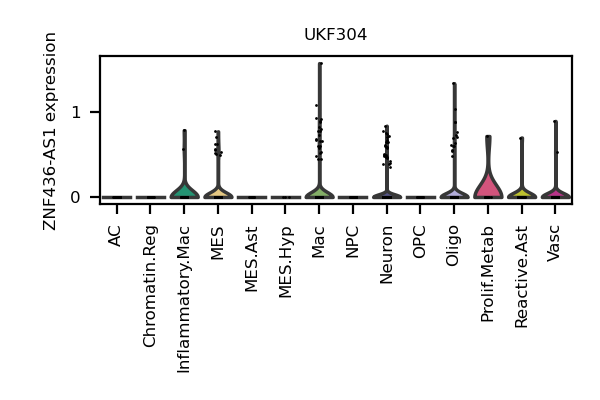 UKF304
ZNF436-AS1 expression
1
0
AC
Chromatin.Reg
Inflammatory.Mac
MES
MES.Ast
MES.Hyp
Mac
NPC
Neuron
OPC
Oligo
Prolif.Metab
Reactive.Ast
Vasc